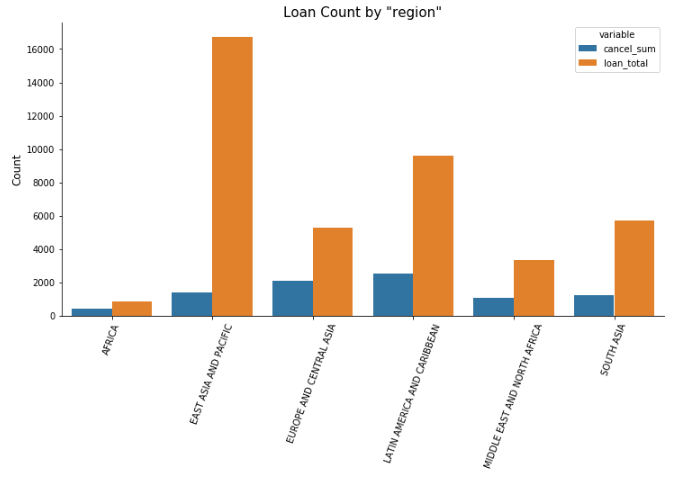 Loan Count by "region"
variable
cancel_sum
loan_total
Count
16000
14000
12000
10000
8000
6000
4000
2000
0
AFRICA
EAST ASIA AND PACIFIC
EUROPE AND CENTRAL ASIA
LATIN AMERICA AND CARIBBEAN
MIDDLE EAST AND NORTH AFRICA
SOUTH ASIA